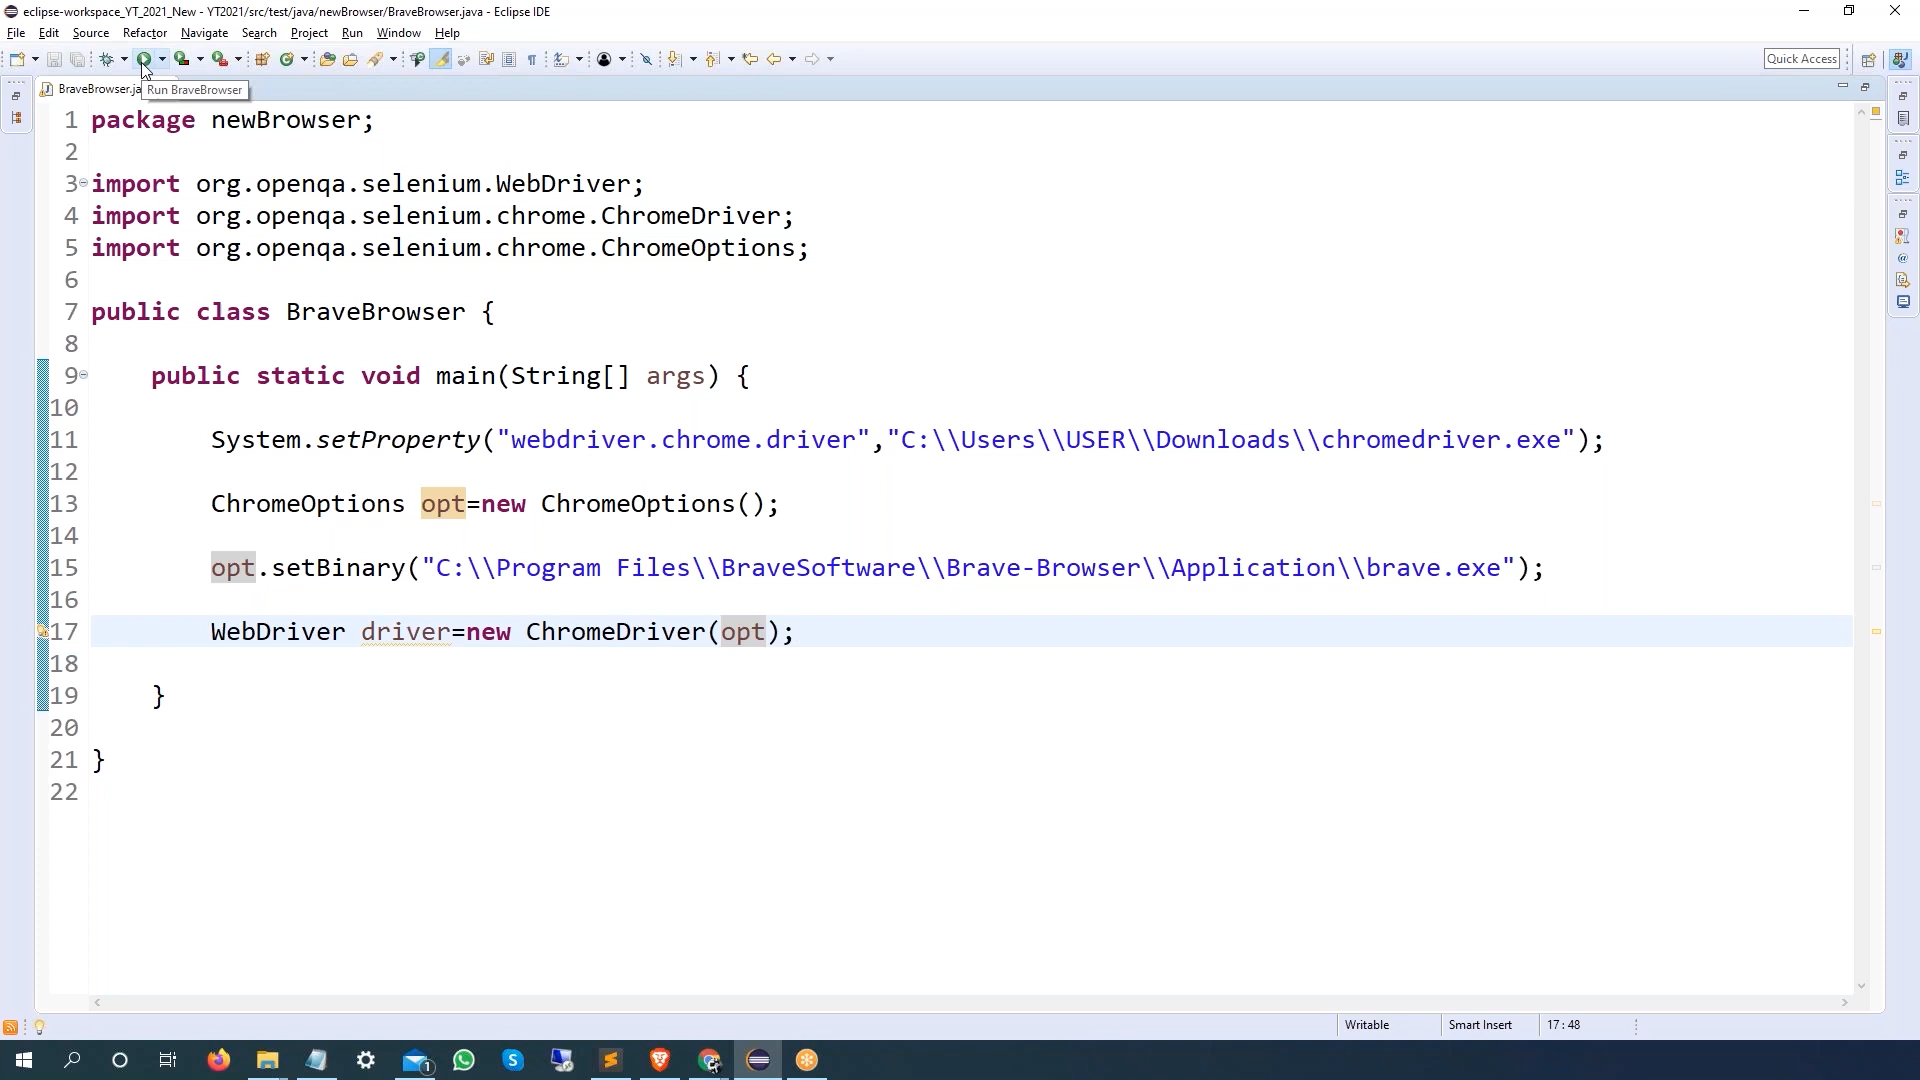 eclipse-workspace_YT_2021_New - YT2021/src/test/java/newBrowser/BraveBrowser.java - Eclipse IDE
File Edit Source Refactor Navigate Search Project Run Window Help
Quick Access
BraveBrowser.ja
Run BraveBrowser
1 package newBrowser;
2
3 import org.openqa.selenium.WebDriver;
4 import org.openqa.selenium.chrome.ChromeDriver;
5 import org.openqa.selenium.chrome.ChromeOptions;
6
7 public class BraveBrowser {
8
9 public static void main(String[] args) {
10
11 System.setProperty("webdriver.chrome.driver","C:\\Users\\USER\\Downloads\\chromedriver.exe");
12
13 ChromeOptions opt=new ChromeOptions();
14
15 opt.setBinary("C:\\Program Files\\BraveSoftware\\Brave-Browser\\Application\\brave.exe");
16
17 WebDriver driver=new ChromeDriver(opt);
18
19 }
20
21 }
22
Writable Smart Insert 17 : 48
1